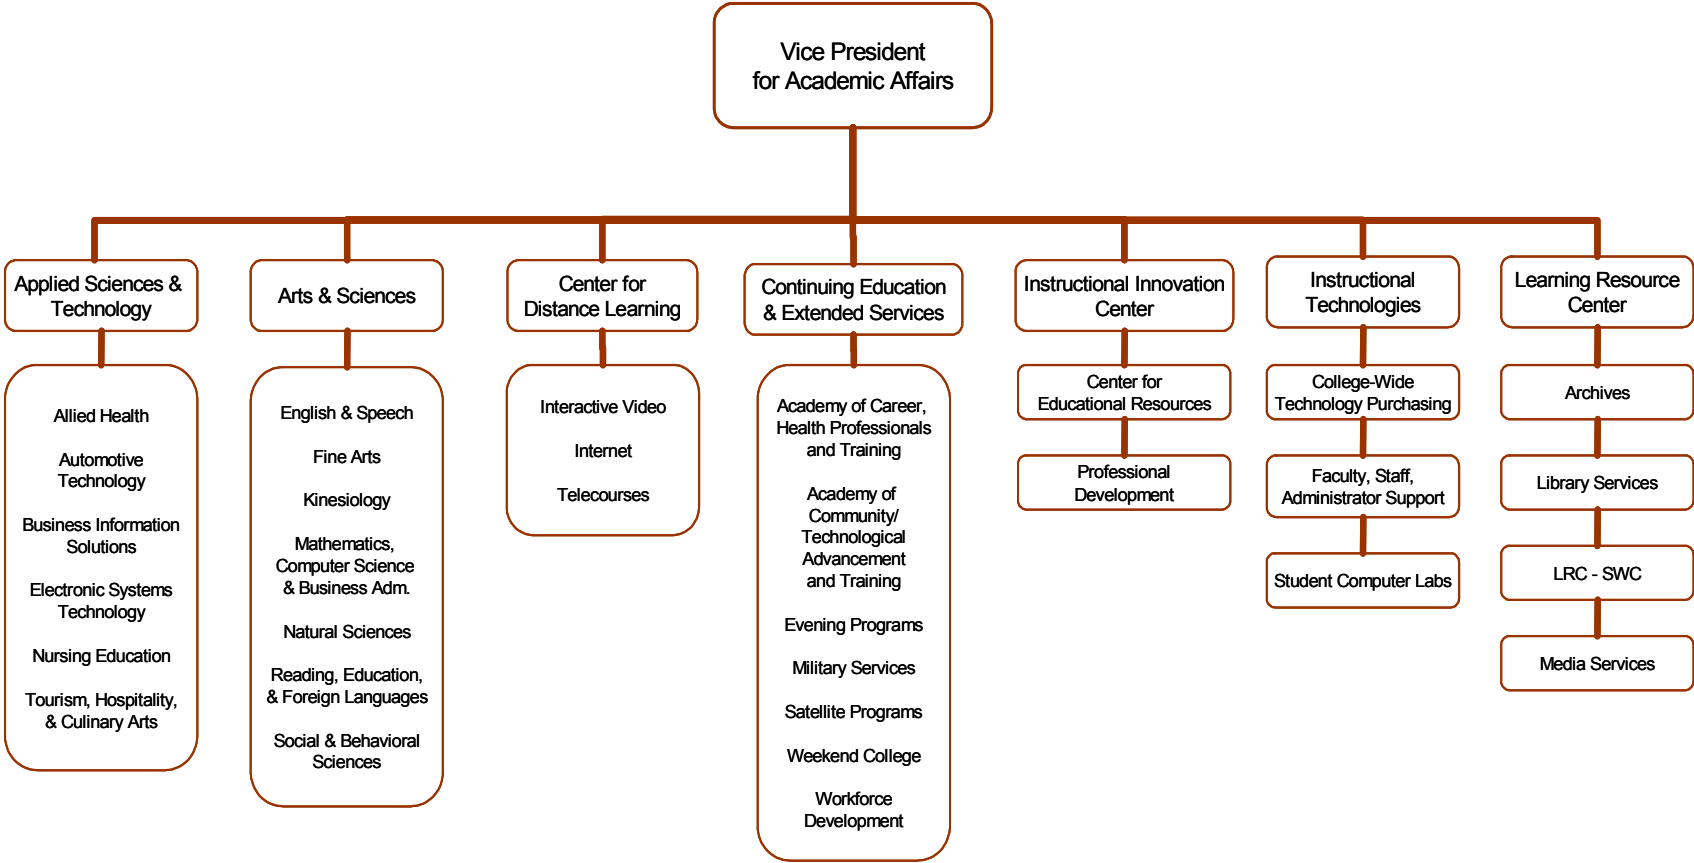 Vice President
for Academic Affairs
Applied Sciences &
Technology
Allied Health
Automotive
Technology
Business Information
Solutions
Electronic Systems
Technology
Nursing Education
Tourism, Hospitality,
& Culinary Arts
Arts & Sciences
English & Speech
Fine Arts
Kinesiology
Mathematics,
Computer Science
& Business Adm.
Natural Sciences
Reading, Education,
& Foreign Languages
Social & Behavioral
Sciences
Center for
Distance Learning
Interactive Video
Internet
Telecourses
Continuing Education
& Extended Services
Academy of Career,
Health Professionals
and Training
Academy of
Community/
Technological
Advancement
and Training
Evening Programs
Military Services
Satellite Programs
Weekend College
Workforce
Development
Instructional Innovation
Center
Center for
Educational Resources
Professional
Development
Instructional
Technologies
College-Wide
Technology Purchasing
Faculty, Staff,
Administrator Support
Student Computer Labs
Learning Resource
Center
Archives
Library Services
LRC - SWC
Media Services